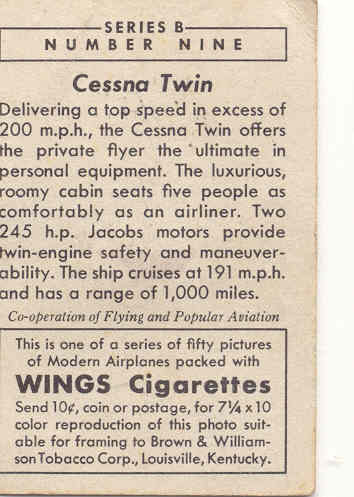 SERIES B
NUMBER NINE
Cessna Twin
Delivering a top speed in excess of
200 m.p.h., the Cessna Twin offers
the private flyer the ultimate in
personal equipment. The luxurious,
roomy cabin seats five people as
comfortably as an airliner. Two
245 h.p. Jacobs motors provide
twin-engine safety and maneuver-
ability. The ship cruises at 191 m.p.h.
and has a range of 1,000 miles.
Co-operation of Flying and Popular Aviation
This is one of a series of fifty pictures
of Modern Airplanes packed with
WINGS Cigarettes
Send 10¢, coin or postage, for 7¼ x 10
color reproduction of this photo suit-
able for framing to Brown & William-
son Tobacco Corp., Louisville, Kentucky.